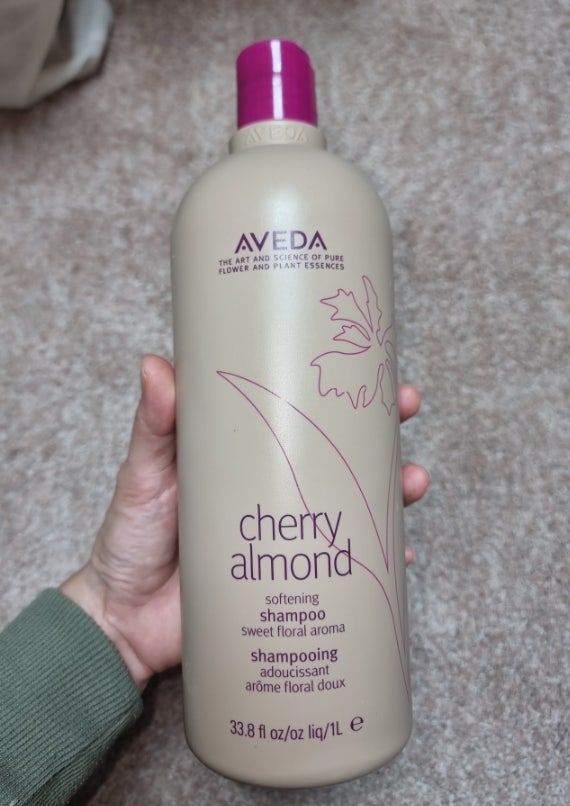 AVEDA
AVEDA
THE ART AND SCIENCE OF PURE
FLOWER AND PLANT ESSENCES
cherry
almond
softening
shampoo
sweet floral aroma
shampooing
adoucissant
arôme floral doux
33.8 fl oz/oz liq/1L ℮